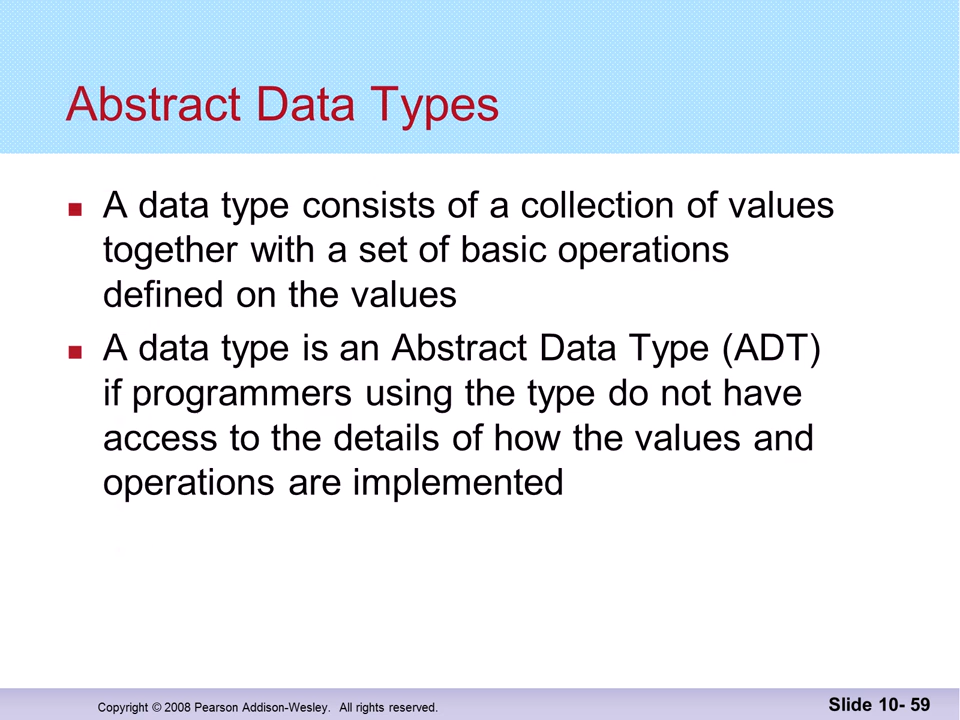 Abstract Data Types
A data type consists of a collection of values
together with a set of basic operations
defined on the values
A data type is an Abstract Data Type (ADT)
if programmers using the type do not have
access to the details of how the values and
operations are implemented
Copyright © 2008 Pearson Addison-Wesley. All rights reserved.
Slide 10- 59